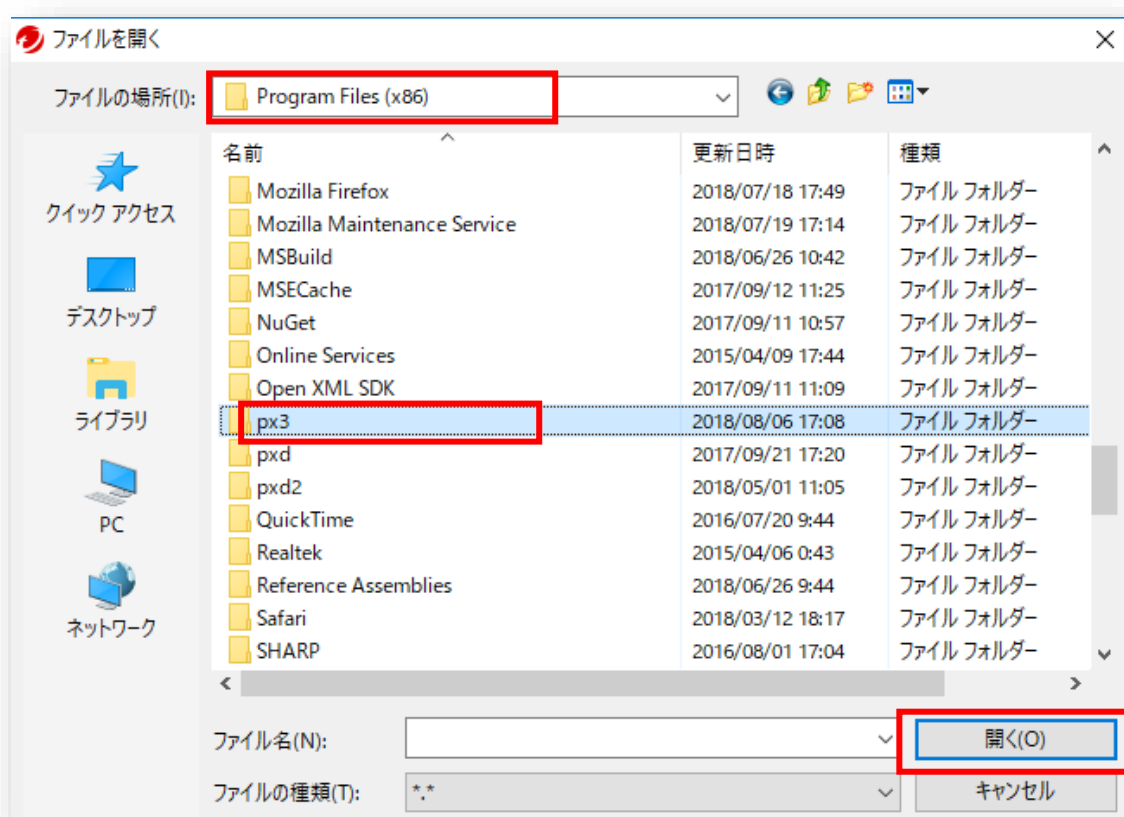 ファイルを開く
ファイルの場所(I): Program Files (x86)
名前 更新日時 種類
Mozilla Firefox 2018/07/18 17:49 ファイル フォルダー
Mozilla Maintenance Service 2018/07/19 17:14 ファイル フォルダー
MSBuild 2018/06/26 10:42 ファイル フォルダー
MSECache 2017/09/12 11:25 ファイル フォルダー
NuGet 2017/09/11 10:57 ファイル フォルダー
Online Services 2015/04/09 17:44 ファイル フォルダー
Open XML SDK 2017/09/11 11:09 ファイル フォルダー
px3 2018/08/06 17:08 ファイル フォルダー
pxd 2017/09/21 17:20 ファイル フォルダー
pxd2 2018/05/01 11:05 ファイル フォルダー
QuickTime 2016/07/20 9:44 ファイル フォルダー
Realtek 2015/04/06 0:43 ファイル フォルダー
Reference Assemblies 2018/06/26 9:44 ファイル フォルダー
Safari 2018/03/12 18:17 ファイル フォルダー
SHARP 2016/08/01 17:04 ファイル フォルダー
クイック アクセス
デスクトップ
ライブラリ
PC
ネットワーク
ファイル名(N): 開く(O)
ファイルの種類(T): *.* キャンセル